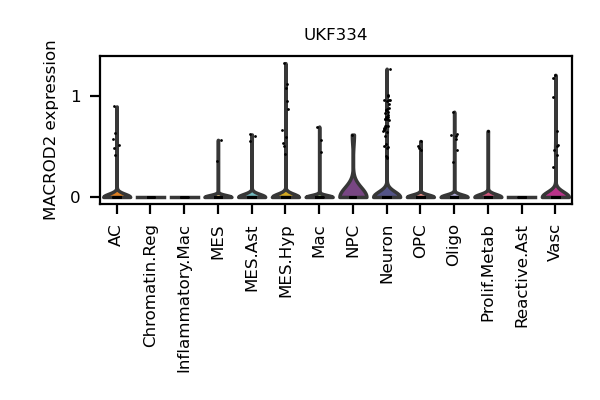 UKF334
MACROD2 expression
1
0
AC
Chromatin.Reg
Inflammatory.Mac
MES
MES.Ast
MES.Hyp
Mac
NPC
Neuron
OPC
Oligo
Prolif.Metab
Reactive.Ast
Vasc